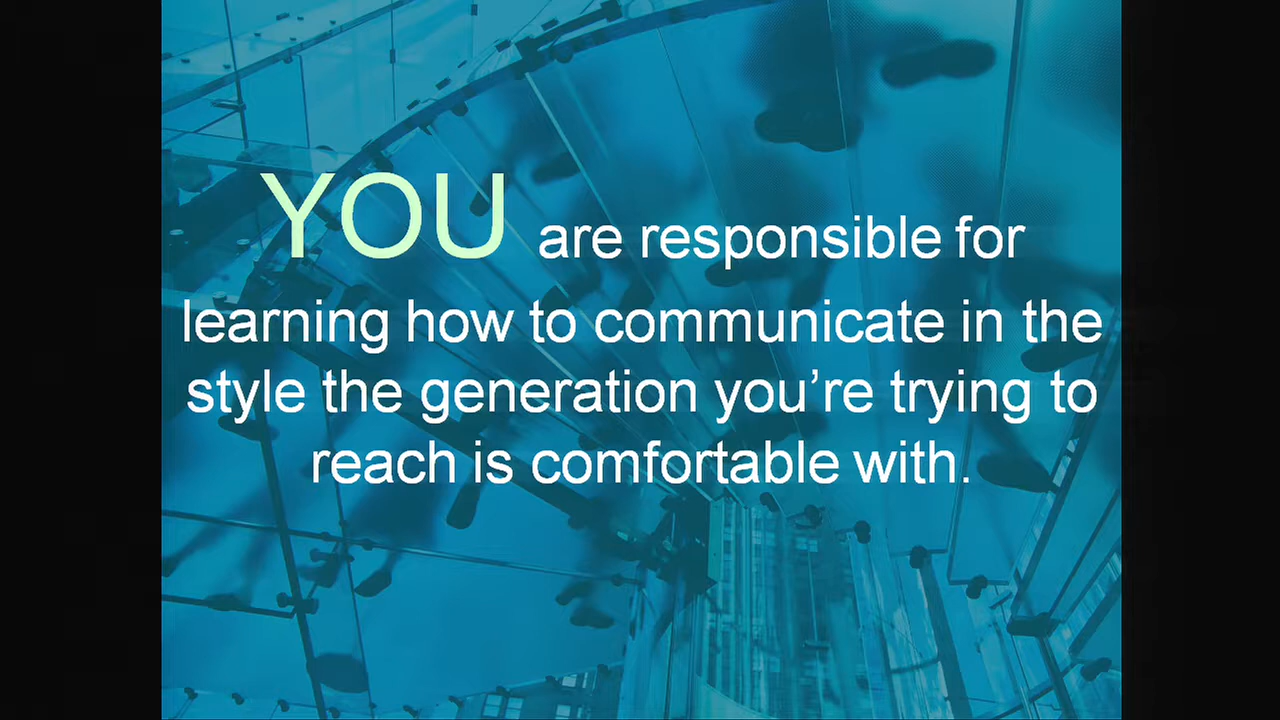 YOU are responsible for
learning how to communicate in the
style the generation you’re trying to
reach is comfortable with.